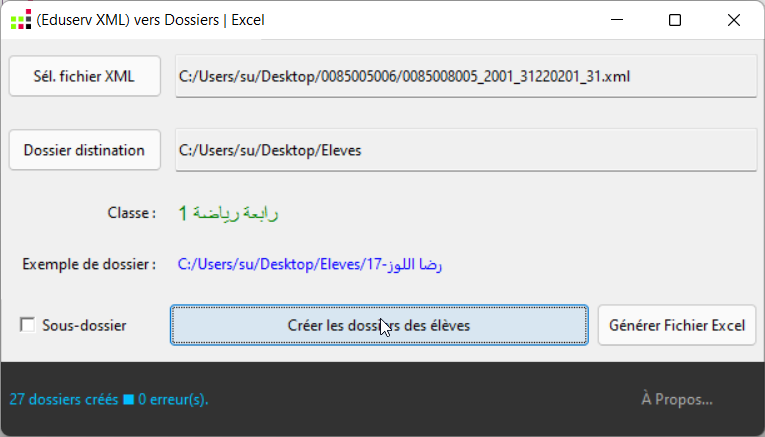 (Eduserv XML) vers Dossiers | Excel
Sél. fichier XML C:/Users/su/Desktop/0085005006/0085008005_2001_31220201_31.xml
Dossier distination C:/Users/su/Desktop/Eleves
Classe : رابعة رياضة 1
Exemple de dossier : C:/Users/su/Desktop/Eleves/17-رضا اللوز
Sous-dossier Créer les dossiers des élèves Générer Fichier Excel
27 dossiers créés ■ 0 erreur(s). À Propos...